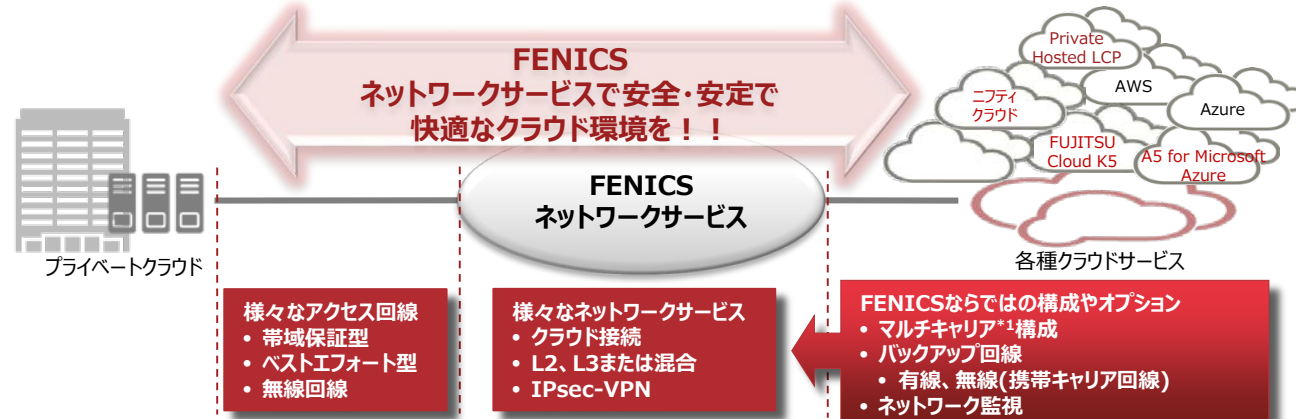 FENICS
ネットワークサービスで安全・安定で
快適なクラウド環境を！！
Private
Hosted LCP
AWS
ニフティ
クラウド
Azure
FUJITSU
Cloud K5
A5 for Microsoft
Azure
FENICS
ネットワークサービス
プライベートクラウド
各種クラウドサービス
様々なアクセス回線
• 帯域保証型
• ベストエフォート型
• 無線回線
様々なネットワークサービス
• クラウド接続
• L2、L3または混合
• IPsec-VPN
FENICSならではの構成やオプション
• マルチキャリア*1構成
• バックアップ回線
• 有線、無線(携帯キャリア回線)
• ネットワーク監視